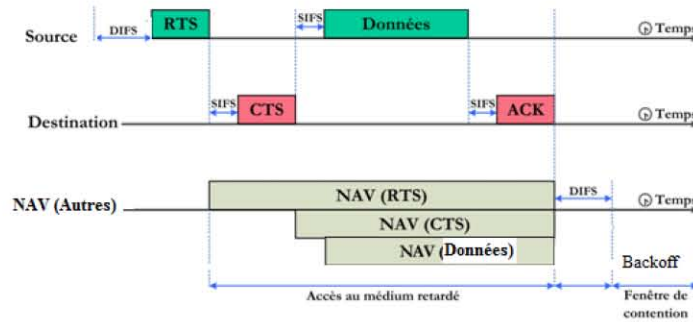 RTS
SIFS
Données
Source
DIFS
Temps
SIFS
CTS
SIFS
ACK
Destination
Temps
NAV (Autres)
NAV (RTS)
DIFS
Temps
NAV (CTS)
NAV (Données)
Backoff
Accès au médium retardé
Fenêtre de
contention